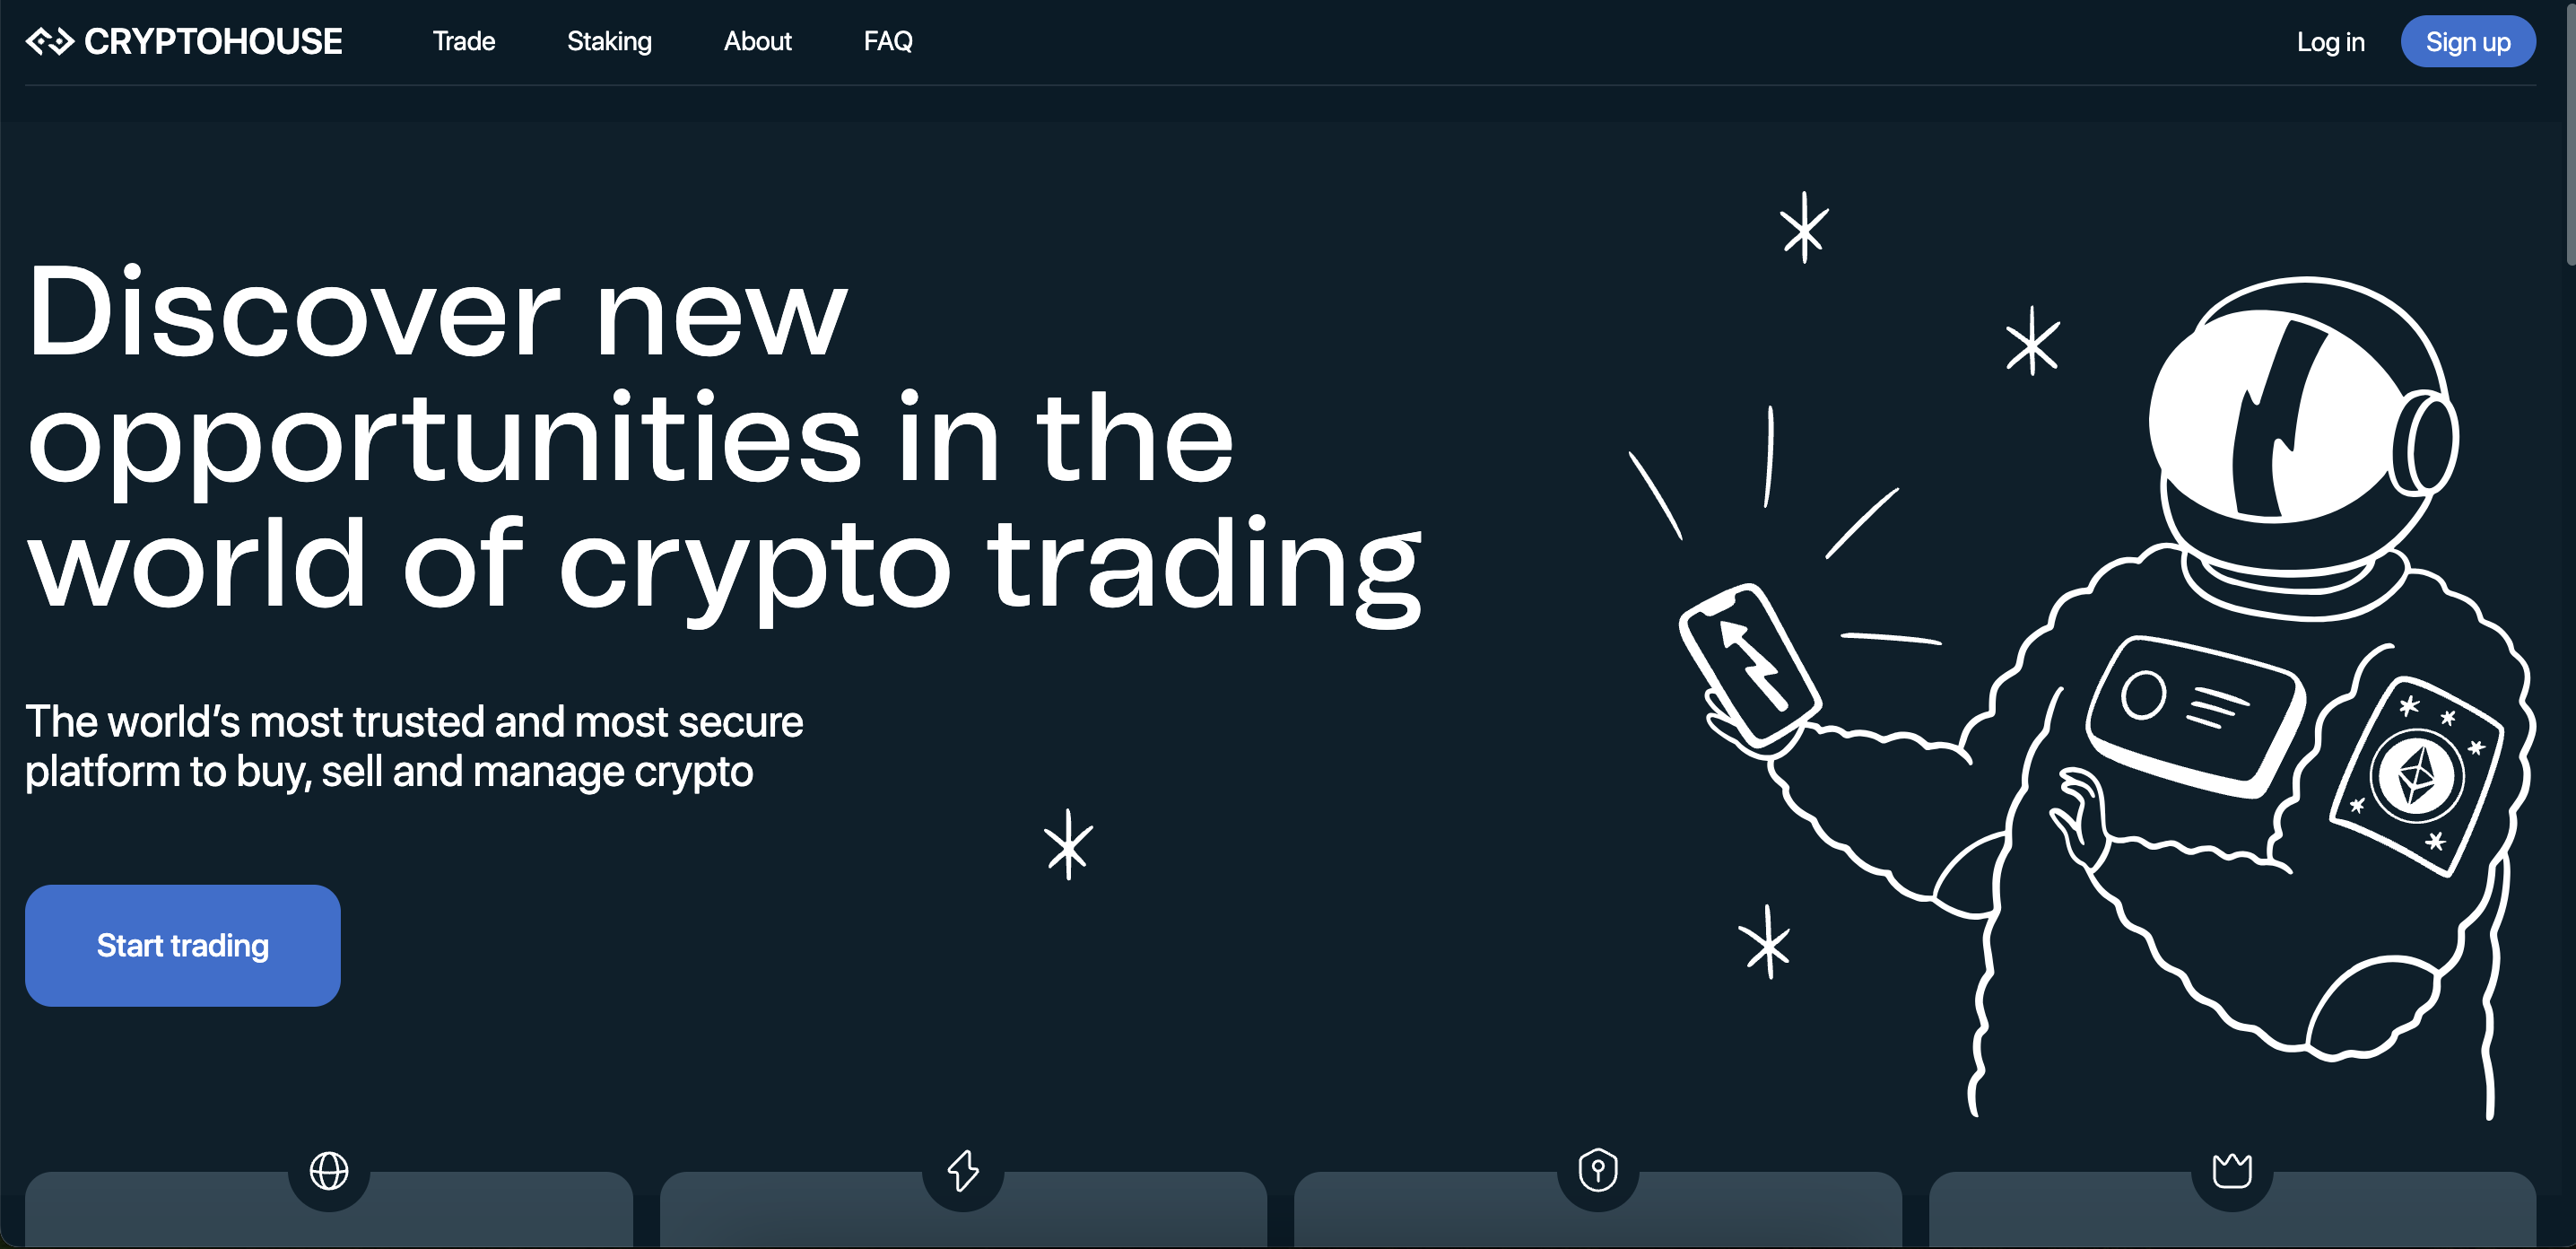 CRYPTOHOUSE
Trade
Staking
About
FAQ
Log in
Sign up
Discover new
opportunities in the
world of crypto trading
The world’s most trusted and most secure
platform to buy, sell and manage crypto
Start trading